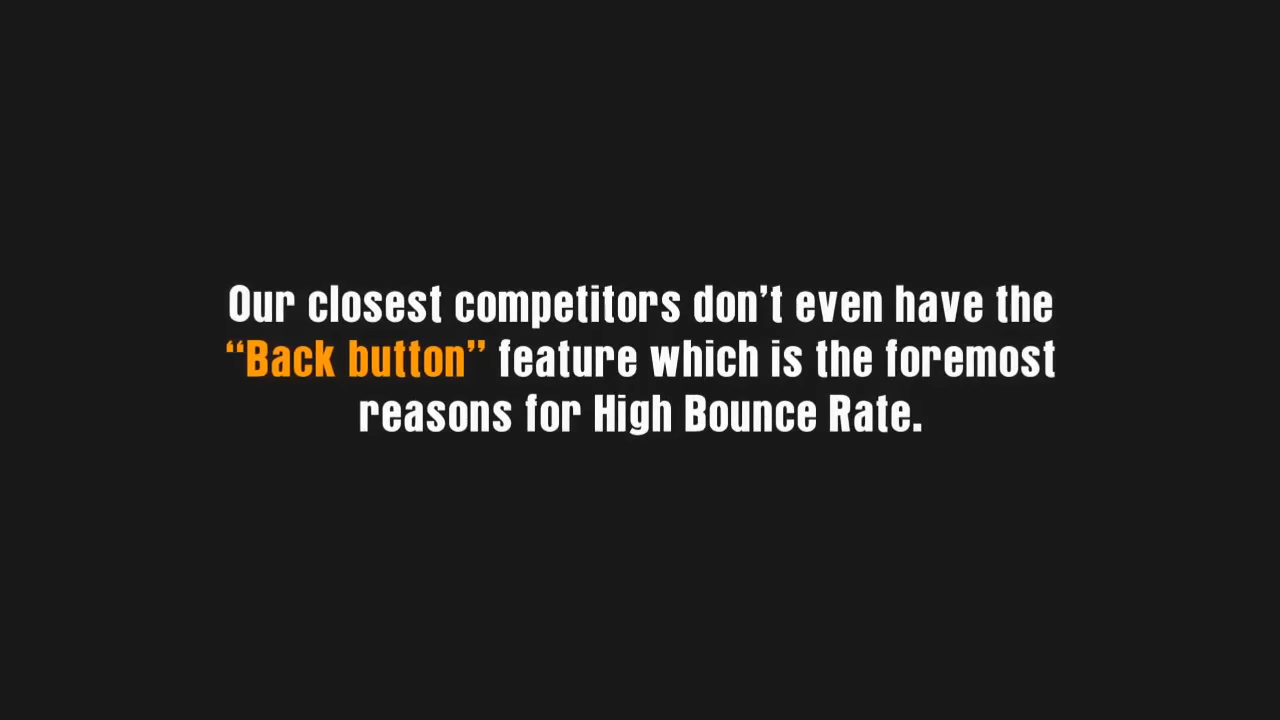 Our closest competitors don’t even have the
“Back button” feature which is the foremost
reasons for High Bounce Rate.